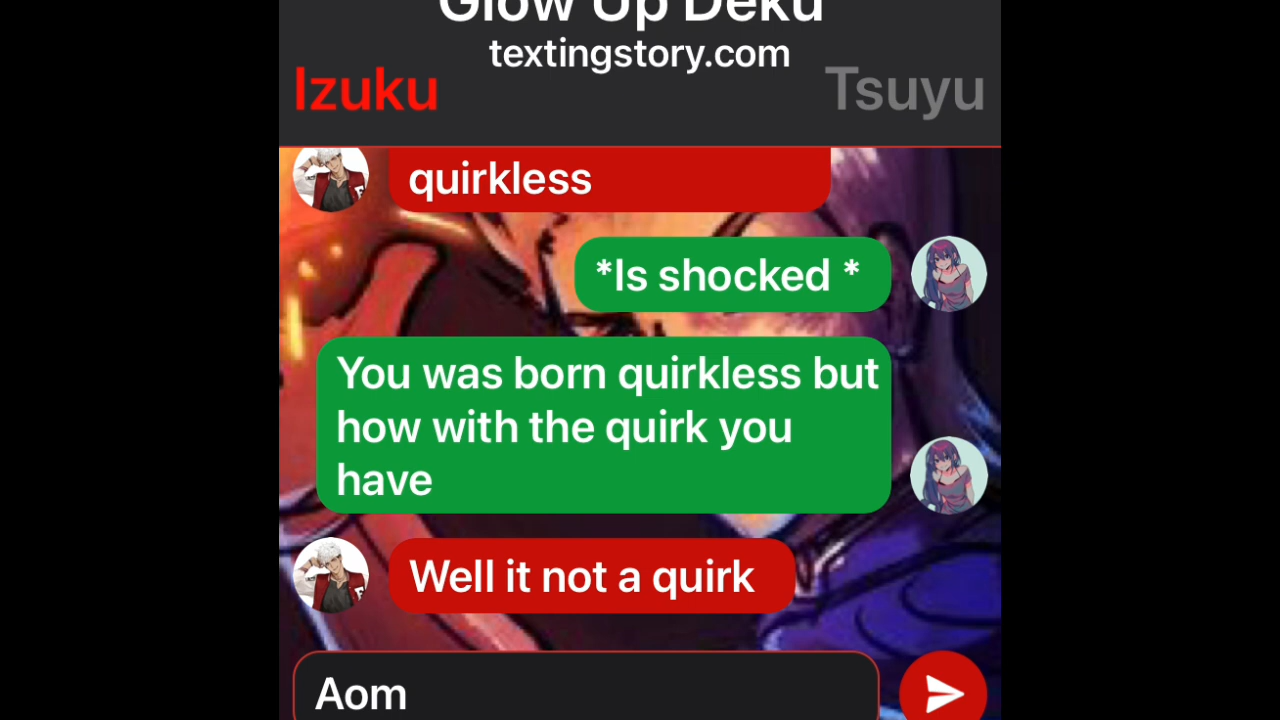 Glow Up Deku
textingstory.com
Izuku
Tsuyu
quirkless
*Is shocked *
You was born quirkless but
how with the quirk you
have
Well it not a quirk
Aom